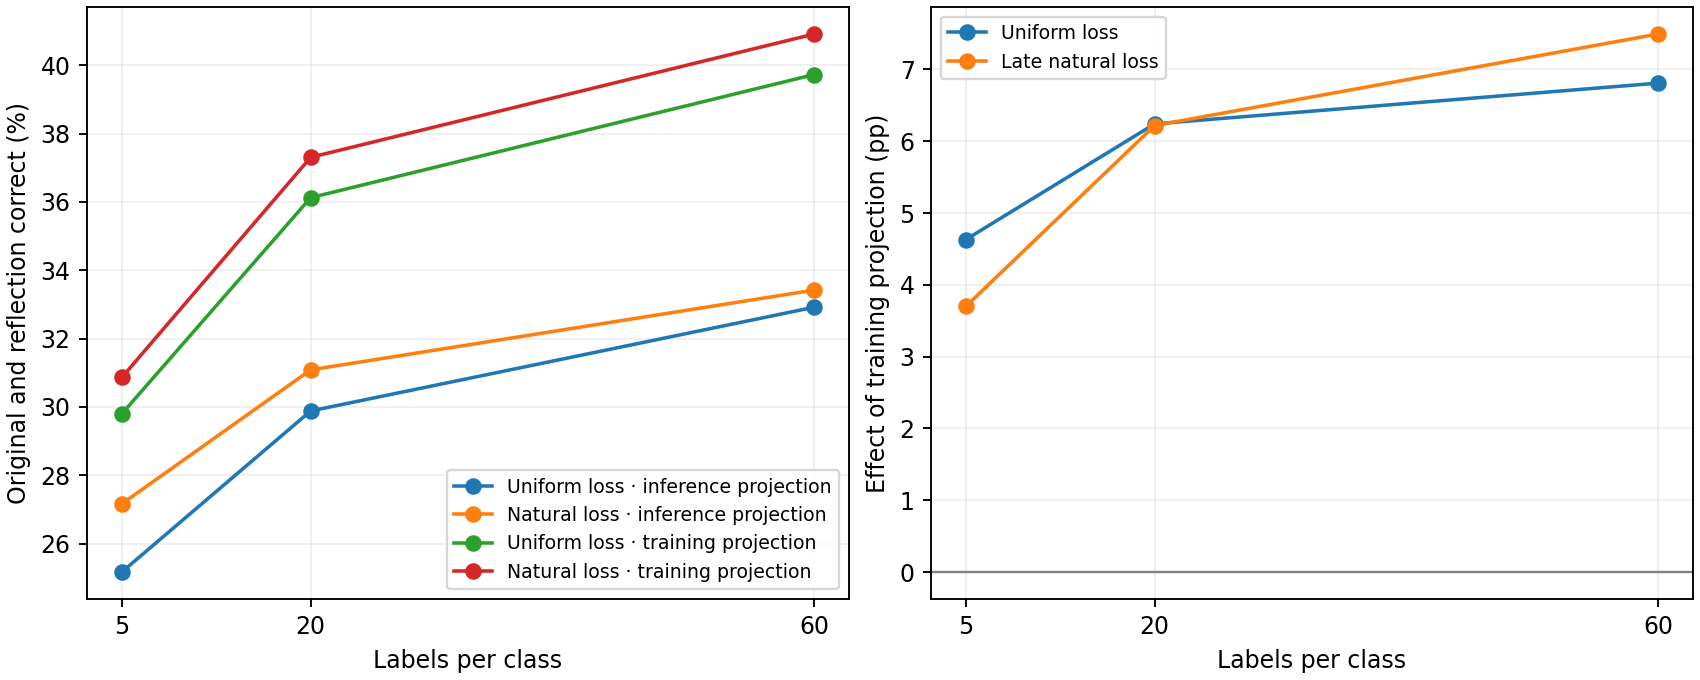 Original and reflection correct (%)
40
38
36
34
32
30
28
26
5
20
60
Labels per class
Uniform loss · inference projection
Natural loss · inference projection
Uniform loss · training projection
Natural loss · training projection
Effect of training projection (pp)
7
6
5
4
3
2
1
0
5
20
60
Labels per class
Uniform loss
Late natural loss